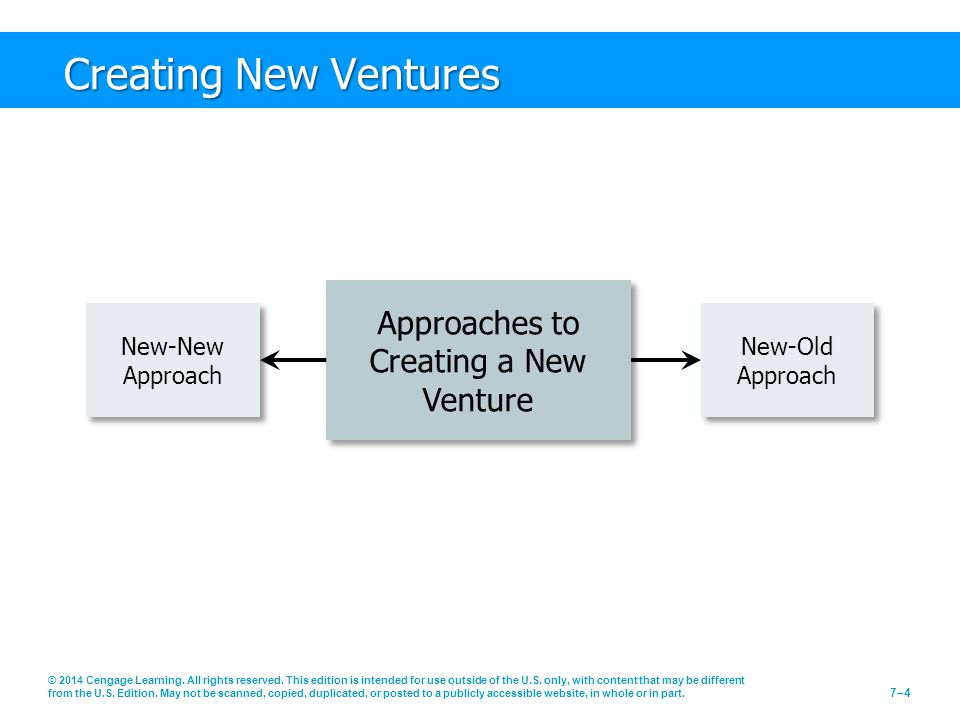 Creating New Ventures
New-New
Approach
Approaches to
Creating a New
Venture
New-Old
Approach
© 2014 Cengage Learning. All rights reserved. This edition is intended for use outside of the U.S. only, with content that may be different
from the U.S. Edition. May not be scanned, copied, duplicated, or posted to a publicly accessible website, in whole or in part.
7–4